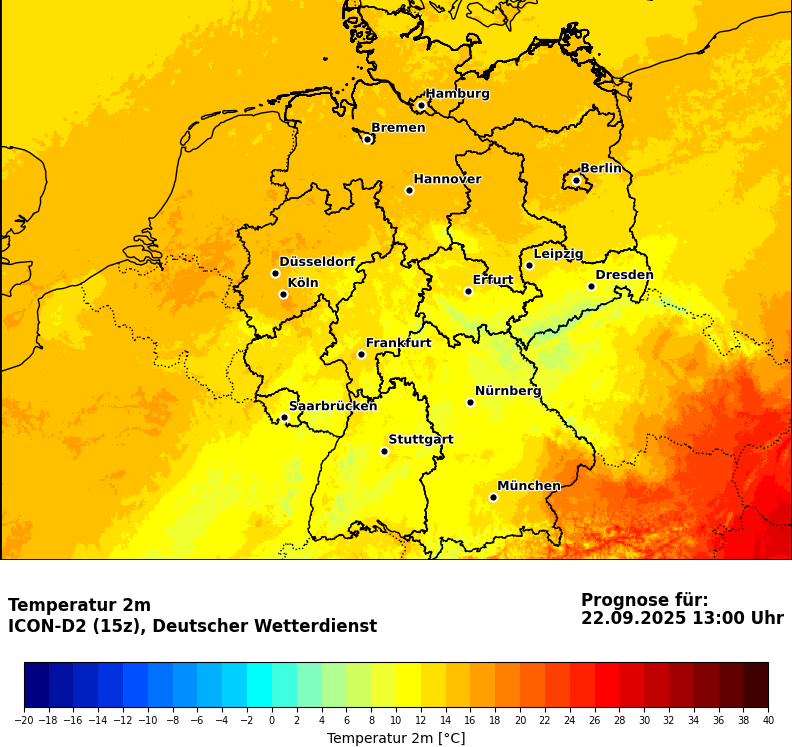 Hamburg
Bremen
Berlin
Hannover
Leipzig
Düsseldorf
Dresden
Köln
Erfurt
Frankfurt
Nürnberg
Saarbrücken
Stuttgart
München
Temperatur 2m
ICON-D2 (15z), Deutscher Wetterdienst
Prognose für:
22.09.2025 13:00 Uhr
−20 −18 −16 −14 −12 −10 −8 −6 −4 −2 0 2 4 6 8 10 12 14 16 18 20 22 24 26 28 30 32 34 36 38 40
Temperatur 2m [°C]